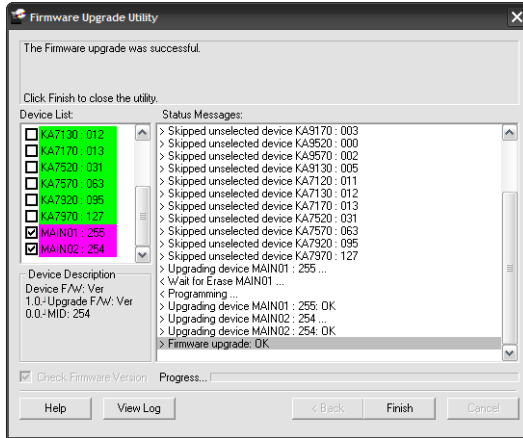 Firmware Upgrade Utility
The Firmware upgrade was successful.
Click Finish to close the utility.
Device List:
KA7130 : 012
KA7170 : 013
KA7520 : 031
KA7570 : 063
KA7920 : 095
KA7970 : 127
MAIN01 : 255
MAIN02 : 254
Device Description
Device F/W: Ver
1.0.-Upgrade F/W: Ver
0.0.-MID: 254
Status Messages:
> Skipped unselected device KA9170 : 003
> Skipped unselected device KA9520 : 000
> Skipped unselected device KA9570 : 002
> Skipped unselected device KA9130 : 005
> Skipped unselected device KA7120 : 011
> Skipped unselected device KA7130 : 012
> Skipped unselected device KA7170 : 013
> Skipped unselected device KA7520 : 031
> Skipped unselected device KA7570 : 063
> Skipped unselected device KA7920 : 095
> Skipped unselected device KA7970 : 127
> Upgrading device MAIN01 : 255 ...
< Wait for Erase MAIN01 ...
< Programming ...
> Upgrading device MAIN01 : 255: OK
> Upgrading device MAIN02 : 254 ...
> Upgrading device MAIN02 : 254: OK
> Firmware upgrade: OK
Check Firmware Version
Progress...
Help
View Log
< Back
Finish
Cancel